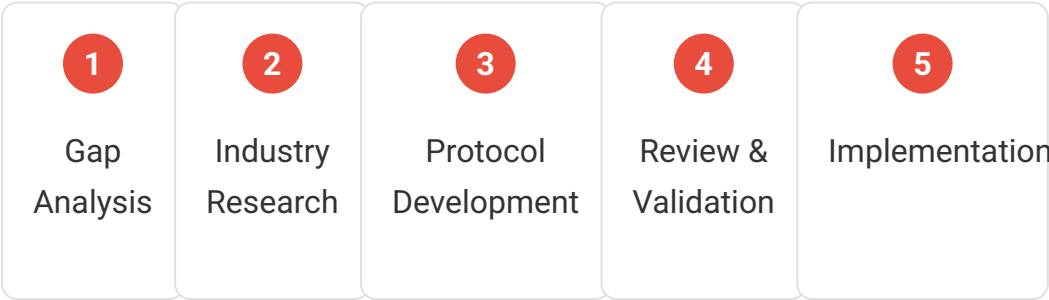 1
Gap
Analysis
2
Industry
Research
3
Protocol
Development
4
Review &
Validation
5
Implementation